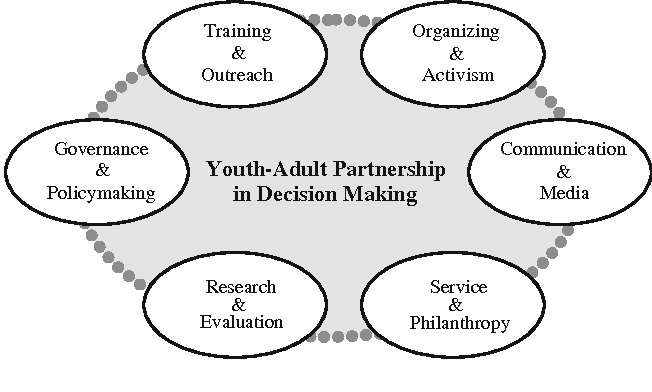 Training
&
Outreach
Organizing
&
Activism
Governance
&
Policymaking
Youth-Adult Partnership
in Decision Making
Communication
&
Media
Research
&
Evaluation
Service
&
Philanthropy